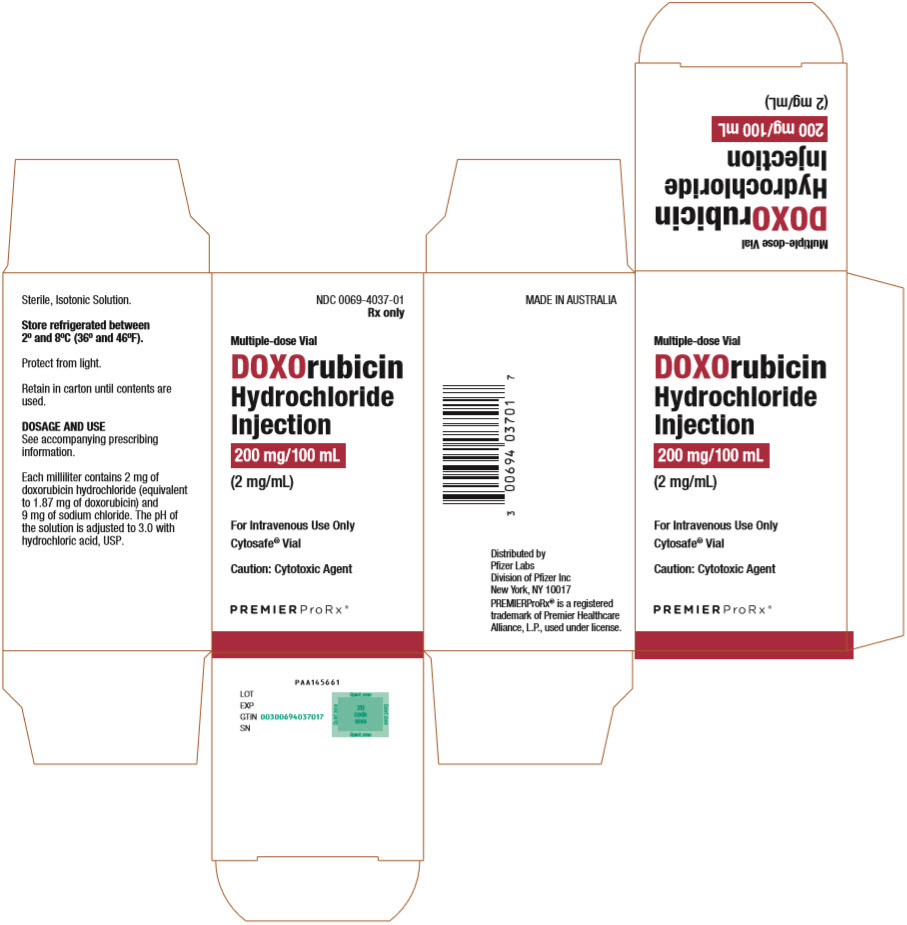 Multiple-dose Vial
DOXOrubicin
Hydrochloride
Injection
200 mg/100 mL
(2 mg/mL)
Sterile, Isotonic Solution.
Store refrigerated between
2º and 8ºC (36º and 46ºF).
Protect from light.
Retain in carton until contents are
used.
DOSAGE AND USE
See accompanying prescribing
information.
Each milliliter contains 2 mg of
doxorubicin hydrochloride (equivalent
to 1.87 mg of doxorubicin) and
9 mg of sodium chloride. The pH of
the solution is adjusted to 3.0 with
hydrochloric acid, USP.
NDC 0069-4037-01
Rx only
Multiple-dose Vial
DOXOrubicin
Hydrochloride
Injection
200 mg/100 mL
(2 mg/mL)
For Intravenous Use Only
Cytosafe® Vial
Caution: Cytotoxic Agent
PREMIERProRx®
MADE IN AUSTRALIA
3 00694 03701 7
Distributed by
Pfizer Labs
Division of Pfizer Inc
New York, NY 10017
PREMIERProRx® is a registered
trademark of Premier Healthcare
Alliance, L.P., used under license.
Multiple-dose Vial
DOXOrubicin
Hydrochloride
Injection
200 mg/100 mL
(2 mg/mL)
For Intravenous Use Only
Cytosafe® Vial
Caution: Cytotoxic Agent
PREMIERProRx®
PAA145661
LOT
EXP
GTIN 00300694037017
SN
2D
code
area